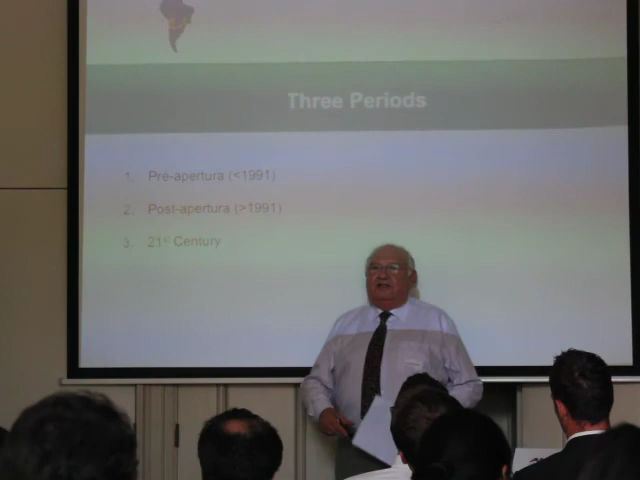 Three Periods
1. Pre-apertura (<1991)
2. Post-apertura (>1991)
3. 21st Century